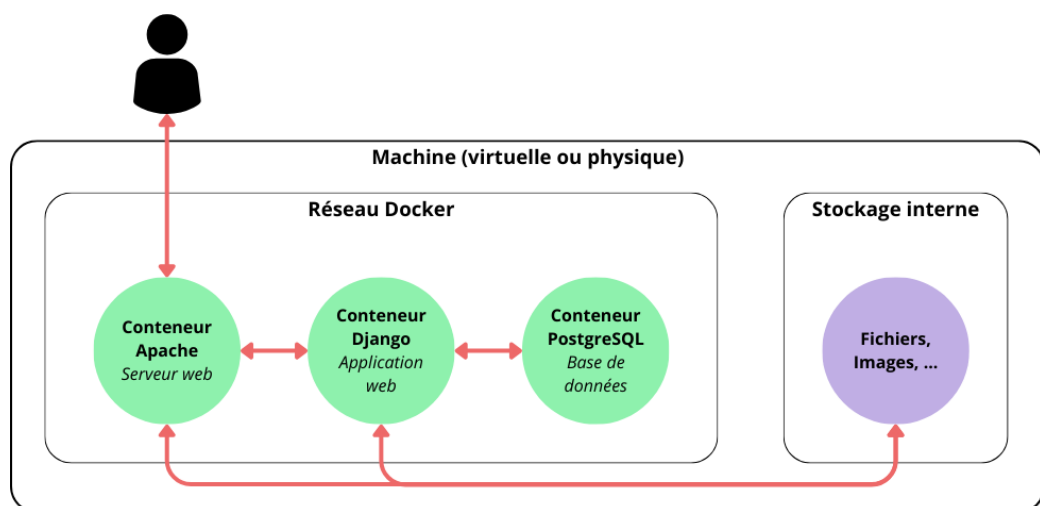 Machine (virtuelle ou physique)
Réseau Docker
Stockage interne
Conteneur
Apache
Serveur web
Conteneur
Django
Application
web
Conteneur
PostgreSQL
Base de
données
Fichiers,
Images, ...